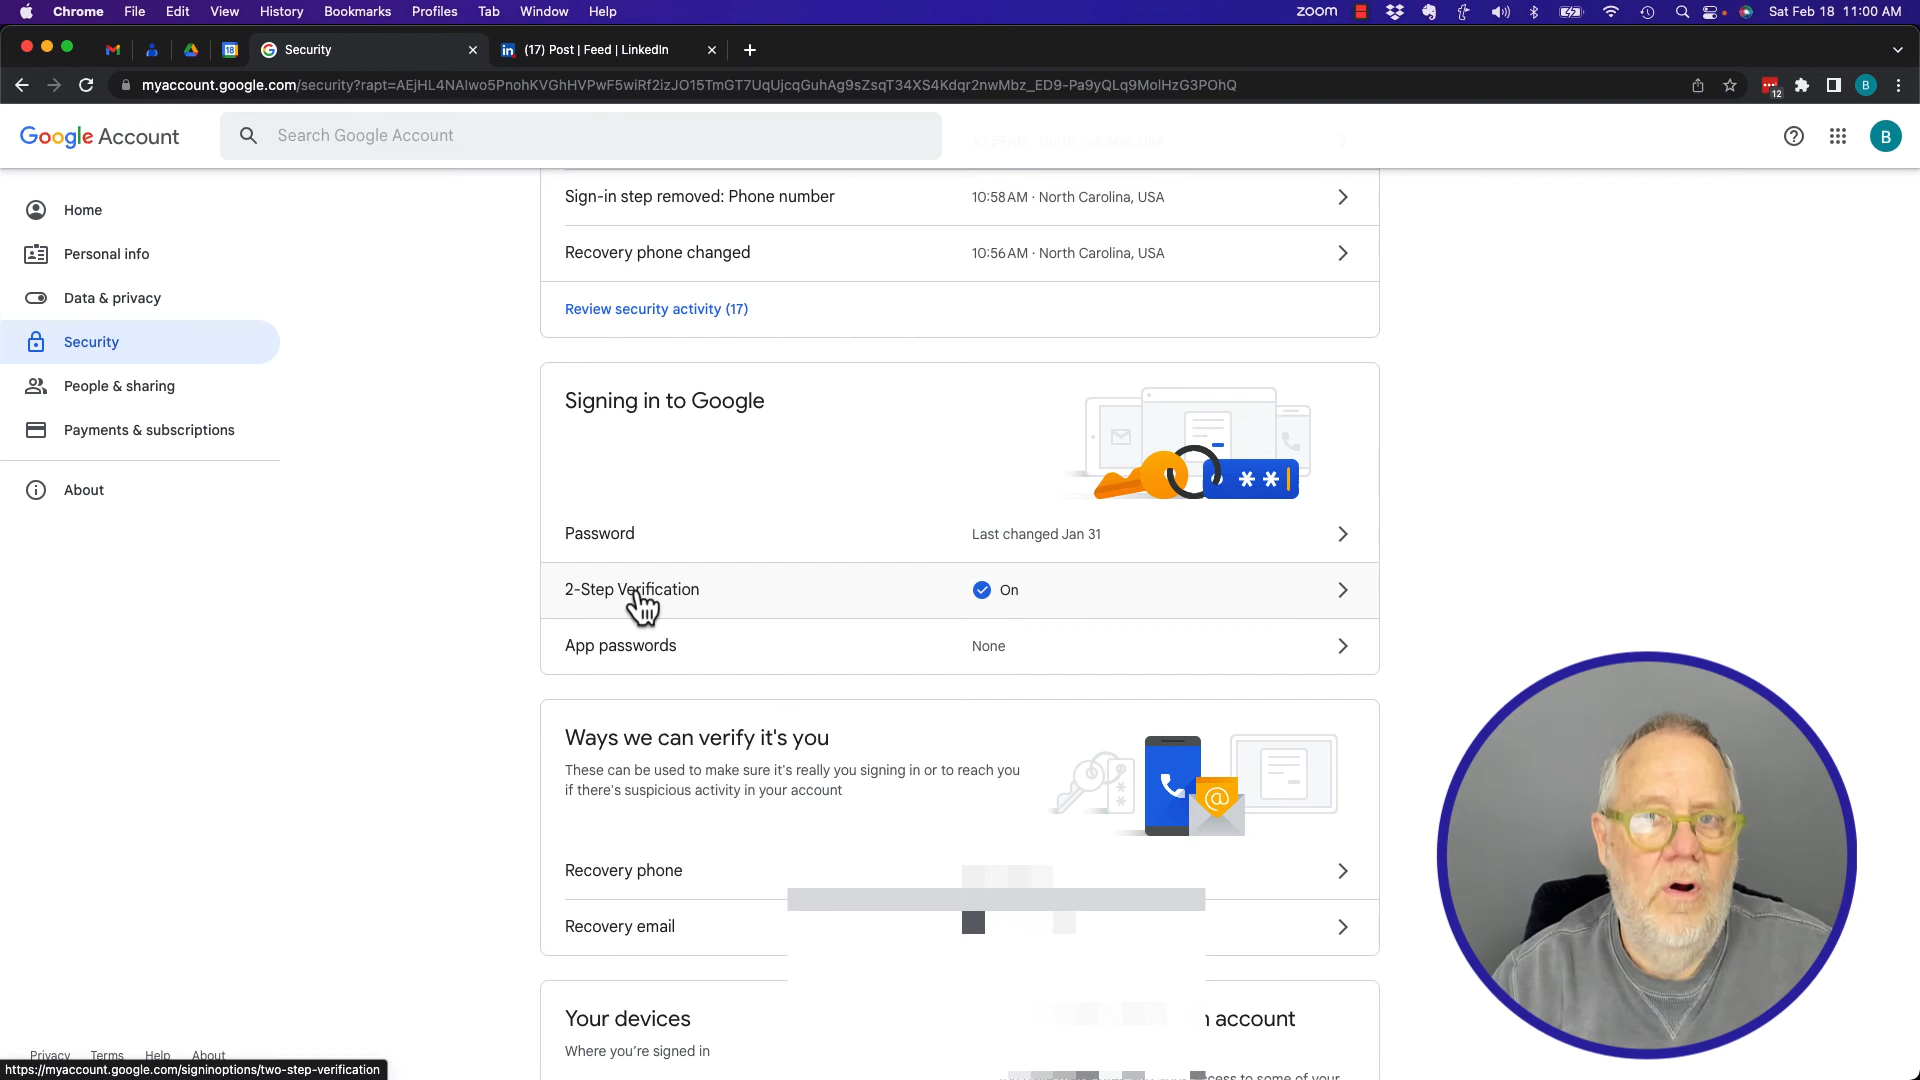 Chrome File Edit View History Bookmarks Profiles Tab Window Help zoom Sat Feb 18 11:00 AM
18 Security (17) Post | Feed | LinkedIn
myaccount.google.com/security?rapt=AEjHL4NAlwo5PnohKVGhHVPwF5wiRf2izJO15TmGT7UqUjcqGuhAg9sZsqT34XS4Kdqr2nwMbz_ED9-Pa9yQLq9MolHzG3POhQ 12 B
Google Account Search Google Account B
Home
Personal info
Data & privacy
Security
People & sharing
Payments & subscriptions
About
Sign-in step removed: Phone number 10:58 AM · North Carolina, USA
Recovery phone changed 10:56 AM · North Carolina, USA
Review security activity (17)
Signing in to Google
Password Last changed Jan 31
2-Step Verification On
App passwords None
Ways we can verify it's you
These can be used to make sure it's really you signing in or to reach you
if there's suspicious activity in your account
Recovery phone
Recovery email
Your devices
Where you're signed in
account
Privacy Terms Help About
https://myaccount.google.com/signinoptions/two-step-verification